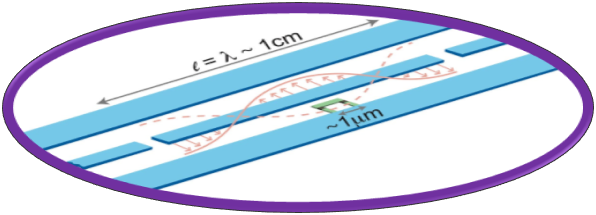 ℓ = λ ~ 1cm
~1μm